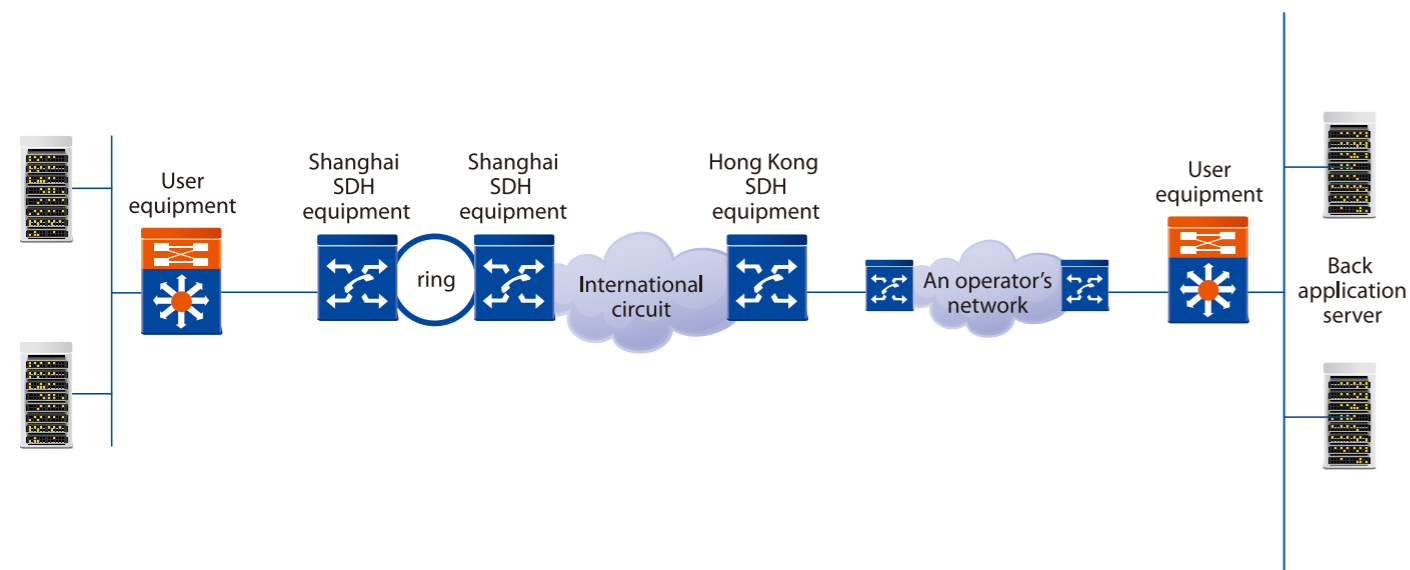 User
equipment
Shanghai
SDH
equipment
ring
Shanghai
SDH
equipment
International
circuit
Hong Kong
SDH
equipment
An operator's
network
User
equipment
Back
application
server